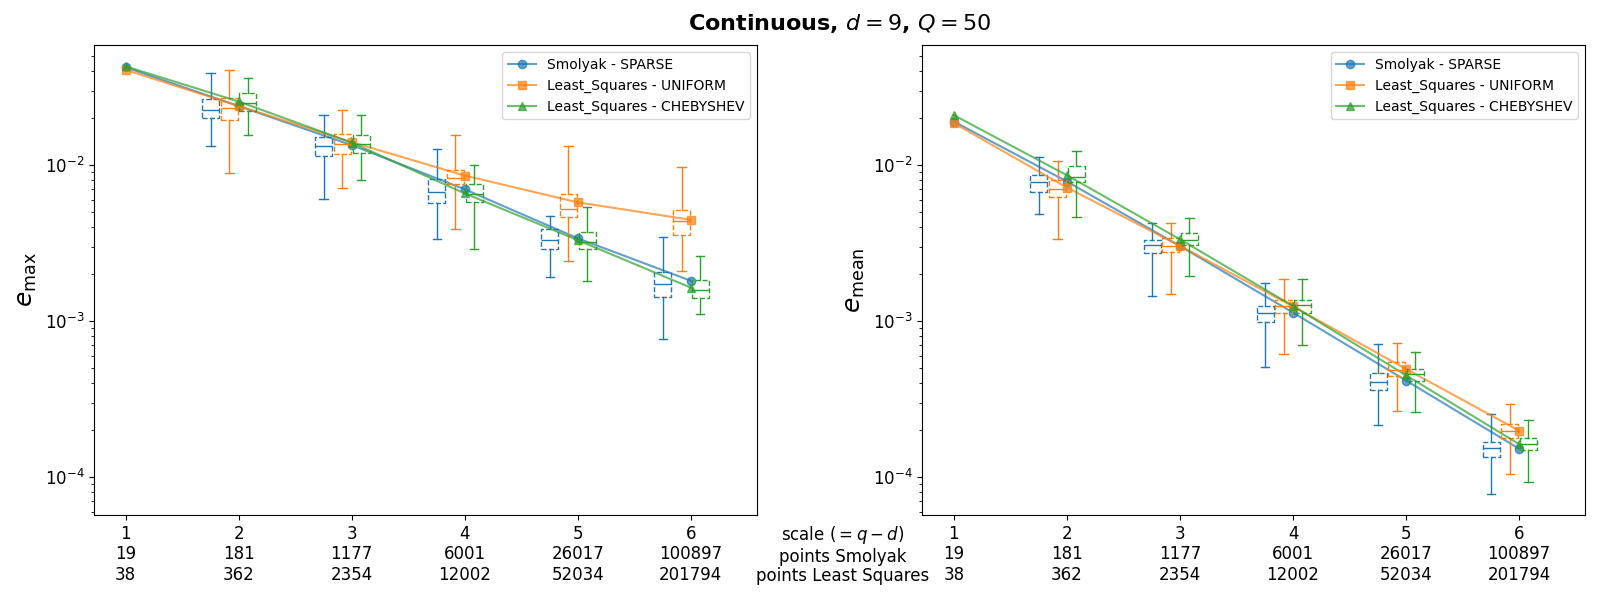 Continuous, d = 9, Q = 50
Smolyak - SPARSE
Least_Squares - UNIFORM
Least_Squares - CHEBYSHEV
e_max
10^{-2}
10^{-3}
10^{-4}
1 2 3 4 5 6
19 181 1177 6001 26017 100897
38 362 2354 12002 52034 201794
scale (= q − d)
points Smolyak
points Least Squares
Smolyak - SPARSE
Least_Squares - UNIFORM
Least_Squares - CHEBYSHEV
e_mean
10^{-2}
10^{-3}
10^{-4}
1 2 3 4 5 6
19 181 1177 6001 26017 100897
38 362 2354 12002 52034 201794